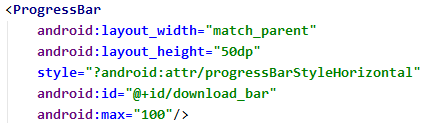 <ProgressBar
android:layout_width="match_parent"
android:layout_height="50dp"
style="?android:attr/progressBarStyleHorizontal"
android:id="@+id/download_bar"
android:max="100"/>